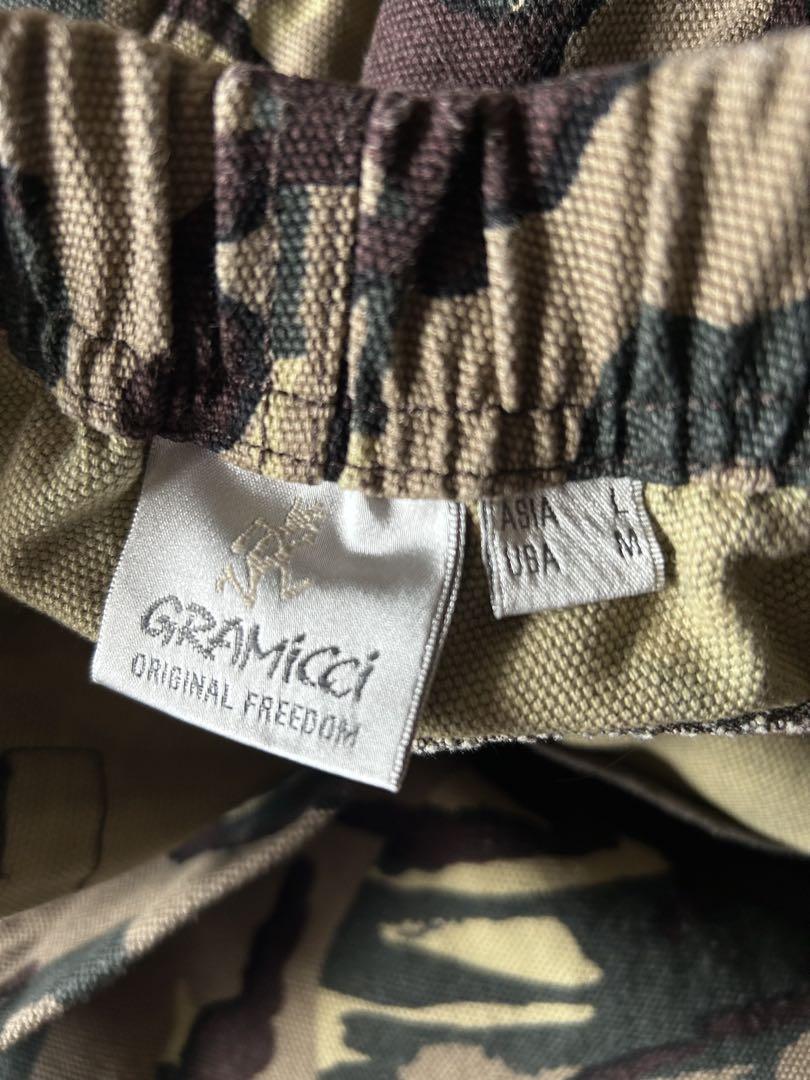 GRAMiCCi
ORIGINAL FREEDOM
ASIA L
USA M